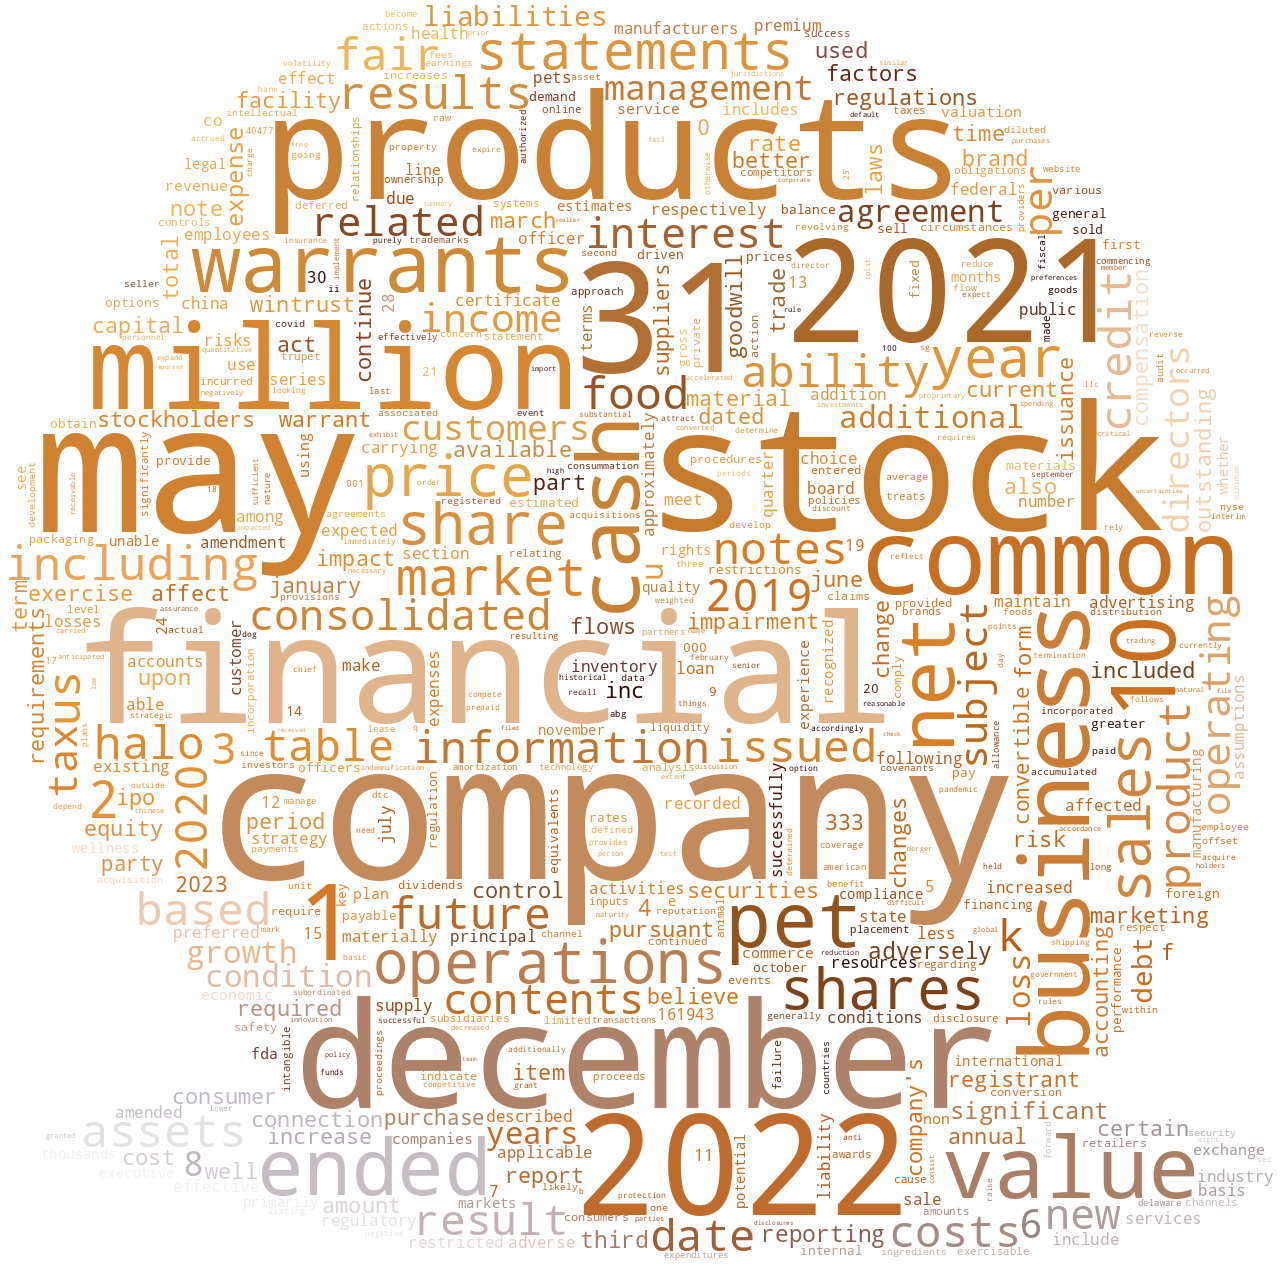 become
prior
actions
liabilities
manufacturers
premium
success
health
fees
earnings
fair
statements
used
similar
volatility
asset
jurisdictions
harm
effect
increases
results
pets
demand
online
management
factors
regulations
facility
intellectual
raw
service
includes
0
default
valuation
co
40477
products
time
diluted
taxes
purchases
accrued
free
going
expense
charge
relationships
property
expire
authorized
fail
otherwise
rate
better
competitors
corporate
25
laws
brand
obligations
website
legal
revenue
summary
line
ownership
due
systems
smaller
estimates
federal
providers
per
various
note
deferred
controls
related
march
respectively
balance
agreement
general
employees
insurance
purely
trademarks
officer
second
driven
interest
revolving
sell
circumstances
sold
first
total
seller
options
china
warrants
30
ii
implement
continue
28
approach
31
suppliers
prices
goodwill
trade
director
13
split
rule
2021
fixed
reduce
months
flow
expect
fiscal
preferences
commencing
member
goods
public
made
credit
compensation
wintrust
certificate
income
terms
gross
private
action
capital
covid
personnel
risks
act
effectively
concern
statement
expand
reported
quantitative
trupet
use
incurred
negatively
series
looking
million
21
last
import
food
accelerated
investments
ability
100
sg
proprietary
year
current
spending
llc
audit
reverse
occurred
directors
obtain
stockholders
warrant
associated
event
substantial
attract
converted
determine
material
dated
addition
additional
requires
issuance
critical
outstanding
see
development
receivable
provide
significantly
18
may
using
sufficient
nature
customers
exhibit
carrying
available
001
order
price
high
consummation
part
registered
acquisitions
cash
approximately
procedures
periods
quarter
choice
entered
board
policies
discount
average
treats
stock
materials
september
also
number
uncertainties
whether
minimum
nyse
interim
rely
packaging
unable
among
impacted
amendment
agreements
expected
immediately
estimated
share
relating
meet
develop
notes
19
reflect
common
including
impact
section
necessary
market
u
rights
three
restrictions
exercise
affect
january
provisions
quality
weighted
2019
june
claims
provided
brands
maintain
foods
distribution
advertising
term
level
losses
assurance
carried
24
actual
consolidated
resulting
flows
partners
name
impairment
000
february
senior
recognized
change
net
subject
points
trading
business
termination
currently
10
included
natural
file
operating
assumptions
requirements
17
anticipated
accounts
upon
law
able
strategic
customer
dog
incorporation
chief
make
14
financial
compete
prepaid
expenses
historical
recall
data
inventory
inc
loan
9
things
experience
comply
20
reasonable
day
convertible
form
incorporated
greater
paid
follows
taxus
plans
halo
existing
since
investors
received
officers
3
table
lease
q
filed
november
abg
information
liquidity
accordingly
issued
check
following
covenants
pay
allowance
accumulated
sales
product
depend
outside
chinese
2
ipo
2020
indemnification
amortization
technology
analysis
discussion
extent
option
pandemic
affected
accordance
manufacturing
equity
wellness
12
manage
period
strategy
payments
dtc
need
july
regulation
equivalents
company
recorded
rates
defined
provides
person
test
successfully
determined
333
coverage
american
merger
changes
held
risk
long
employee
offset
acquire
holders
party
acquisition
2023
unit
key
plan
dividends
control
activities
inputs
e
maturity
securities
benefit
compliance
5
difficult
increased
financing
foreign
based
preferred
require
mark
15
1
payable
materially
basic
future
channel
principal
4
reputation
continued
pursuant
animal
pet
state
placement
less
global
k
shipping
marketing
respect
growth
economic
condition
operations
commerce
october
events
reduction
resources
adversely
regarding
government
loss
accounting
performance
debt
f
required
subordinated
innovation
supply
successful
contents
subsidiaries
believe
limited
transactions
161943
shares
generally
conditions
disclosure
rules
within
safety
fda
intangible
policy
funds
december
proceedings
decreased
team
additionally
indicate
competitive
grant
item
proceeds
failure
countries
international
registrant
conversion
consumer
lower
amended
connection
purchase
described
company's
non
significant
granted
assets
thousands
executive
cost
8
well
effective
increase
companies
years
applicable
2022
11
potential
anti
awards
liability
cause
consist
annual
raise
forward
certain
retailers
security
might
exchange
sec
primarily
listing
ended
amount
regulatory
negative
restricted
adverse
result
7
markets
report
likely
b
protection
one
consumers
parties
third
date
expenditures
disclosures
reporting
internal
sale
amounts
costs
ingredients
exercisable
value
6
new
include
delaware
channels
industry
basis
services